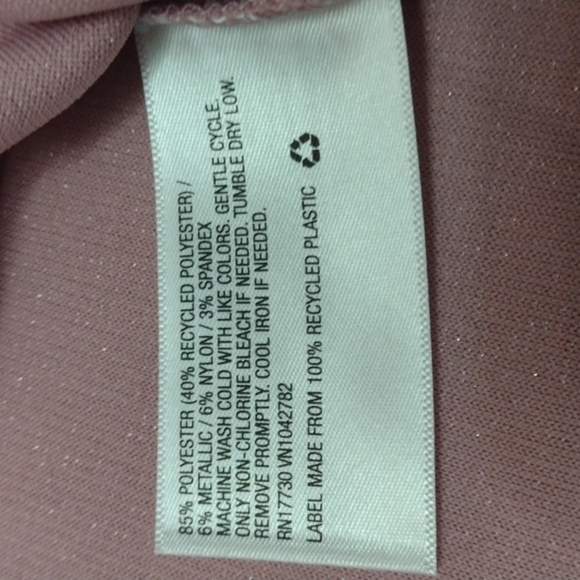 85% POLYESTER (40% RECYCLED POLYESTER) /
6% METALLIC / 6% NYLON / 3% SPANDEX
MACHINE WASH COLD WITH LIKE COLORS. GENTLE CYCLE.
ONLY NON-CHLORINE BLEACH IF NEEDED. TUMBLE DRY LOW.
REMOVE PROMPTLY. COOL IRON IF NEEDED.
RN17730 VN1042782
LABEL MADE FROM 100% RECYCLED PLASTIC